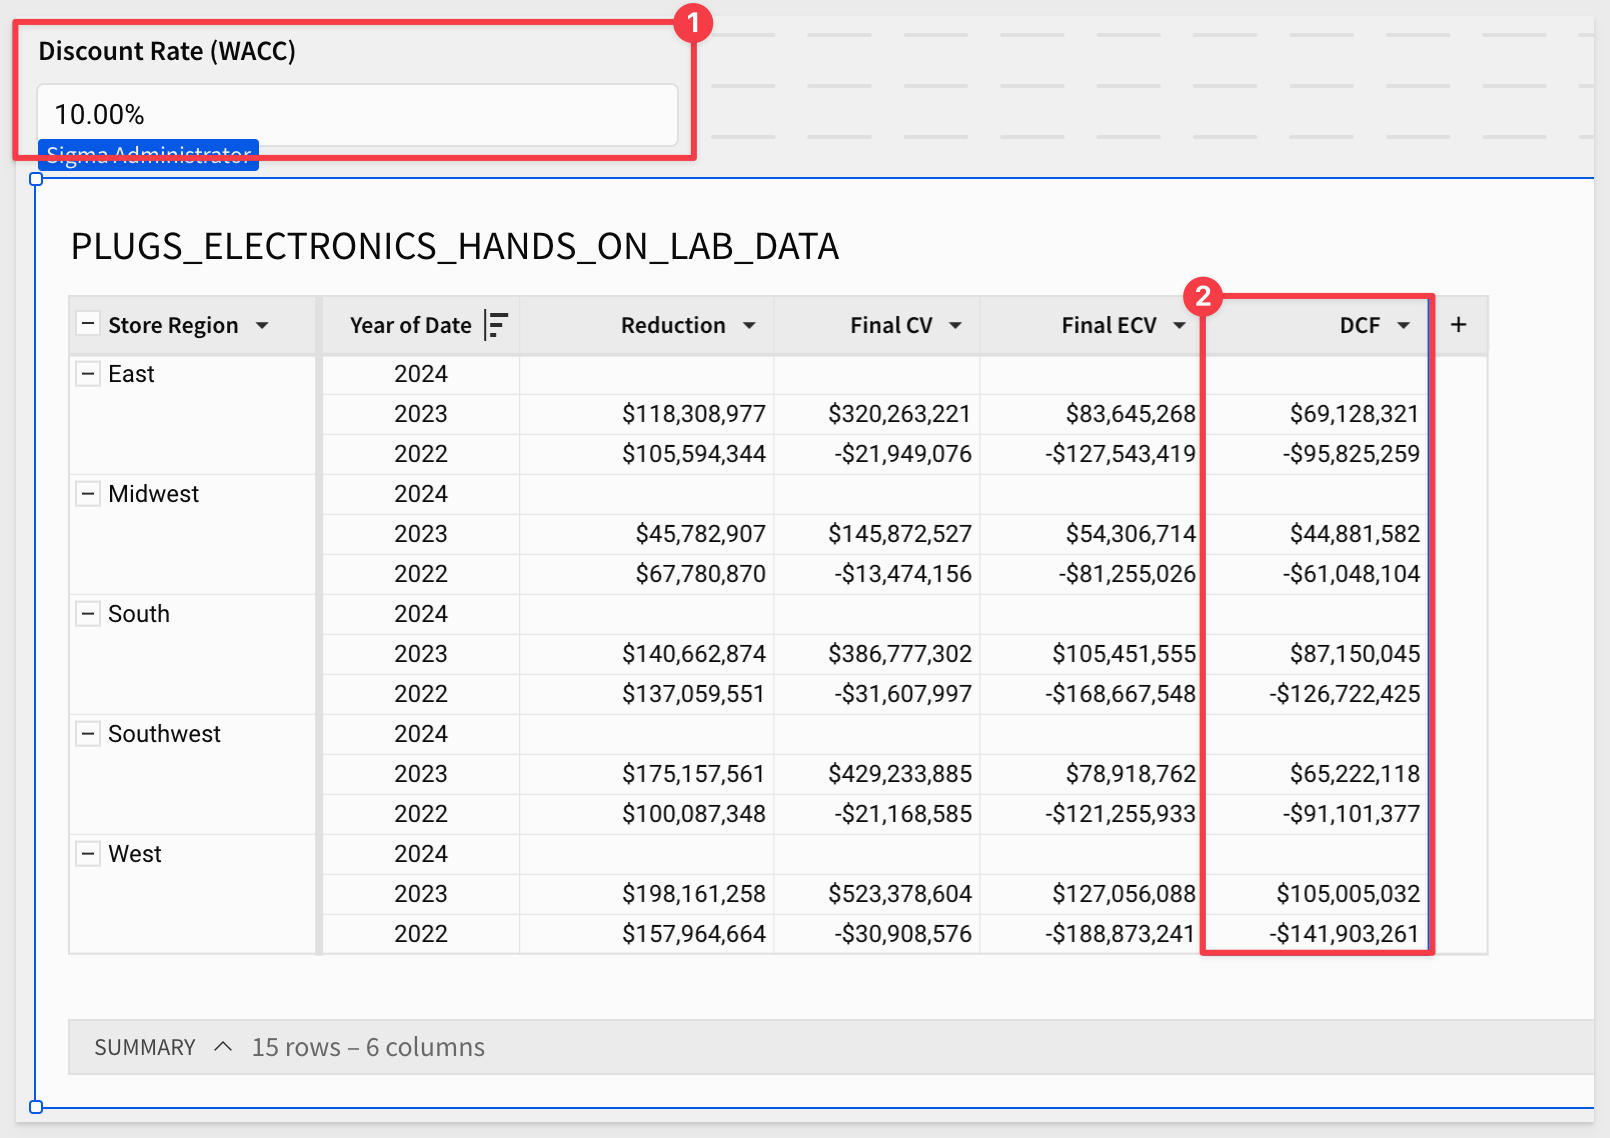 1
Discount Rate (WACC)
10.00%
Sigma Administrator
PLUGS_ELECTRONICS_HANDS_ON_LAB_DATA
2
Store Region Year of Date Reduction Final CV Final ECV DCF +
East 2024
2023 $118,308,977 $320,263,221 $83,645,268 $69,128,321
2022 $105,594,344 -$21,949,076 -$127,543,419 -$95,825,259
Midwest 2024
2023 $45,782,907 $145,872,527 $54,306,714 $44,881,582
2022 $67,780,870 -$13,474,156 -$81,255,026 -$61,048,104
South 2024
2023 $140,662,874 $386,777,302 $105,451,555 $87,150,045
2022 $137,059,551 -$31,607,997 -$168,667,548 -$126,722,425
Southwest 2024
2023 $175,157,561 $429,233,885 $78,918,762 $65,222,118
2022 $100,087,348 -$21,168,585 -$121,255,933 -$91,101,377
West 2024
2023 $198,161,258 $523,378,604 $127,056,088 $105,005,032
2022 $157,964,664 -$30,908,576 -$188,873,241 -$141,903,261
SUMMARY 15 rows – 6 columns